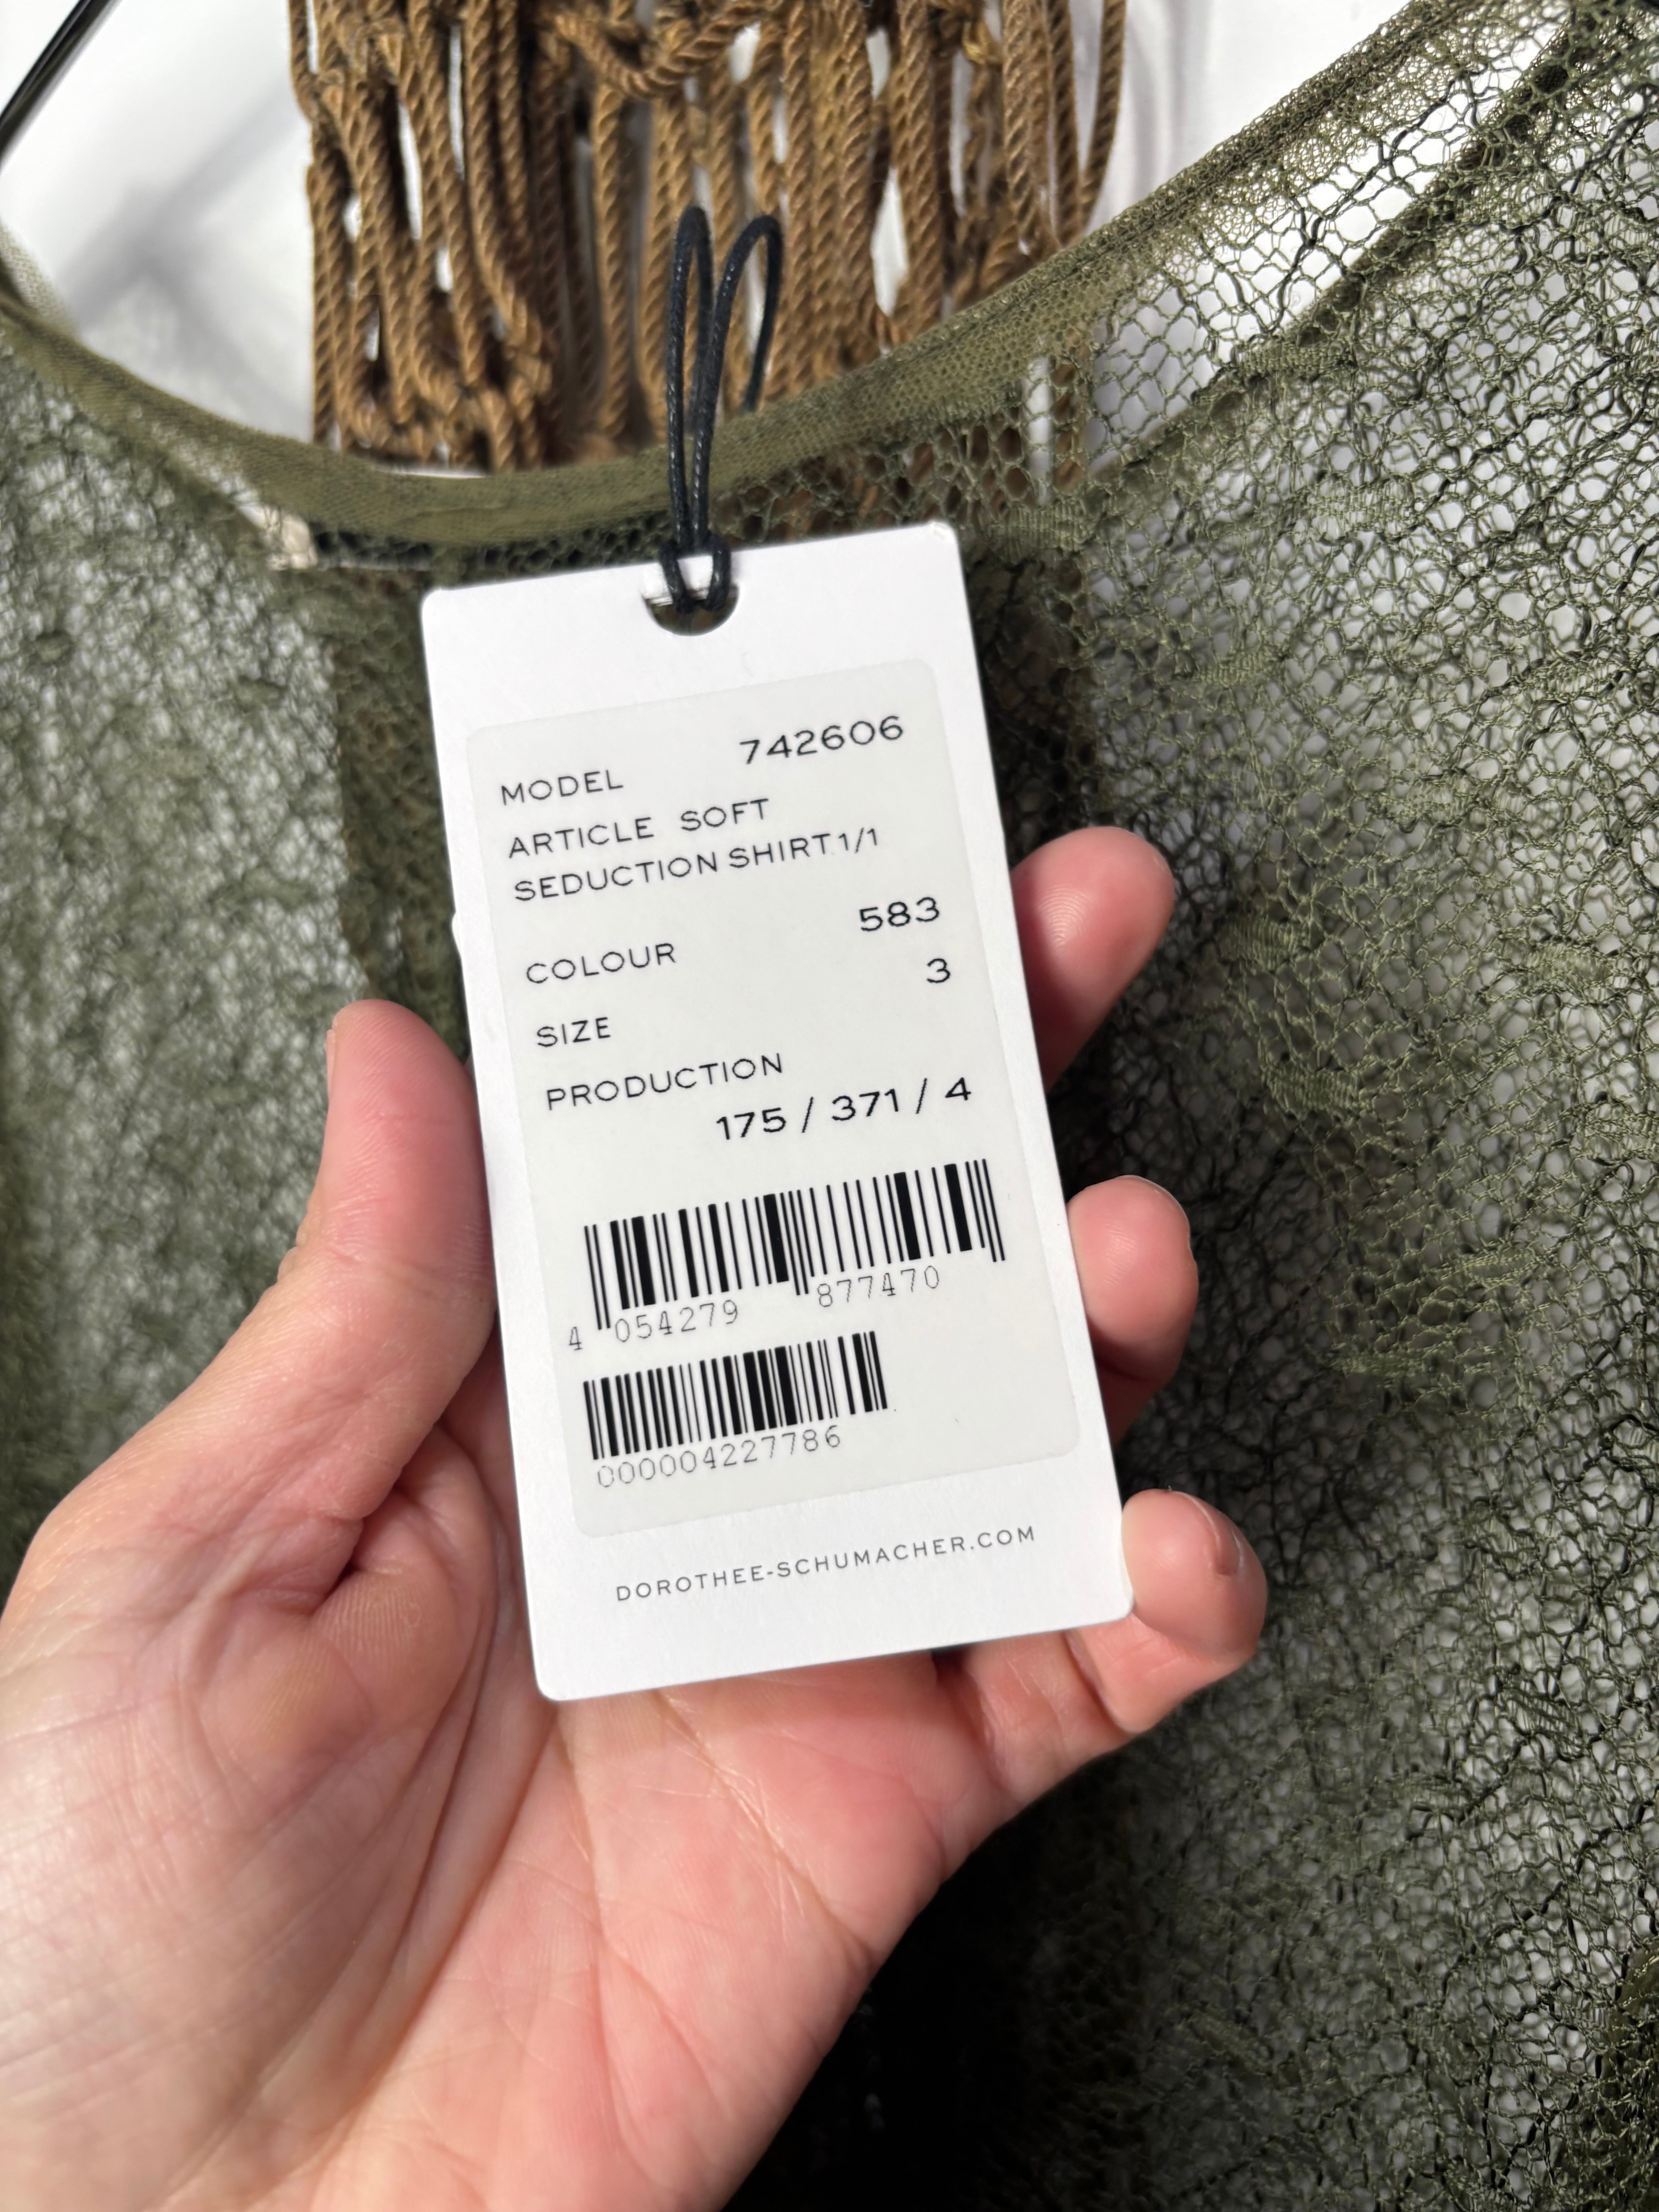 MODEL 742606
ARTICLE SOFT
SEDUCTION SHIRT 1/1
COLOUR 583
SIZE 3
PRODUCTION
175 / 371 / 4
4 054279 877470
000004227786
DOROTHEE-SCHUMACHER.COM